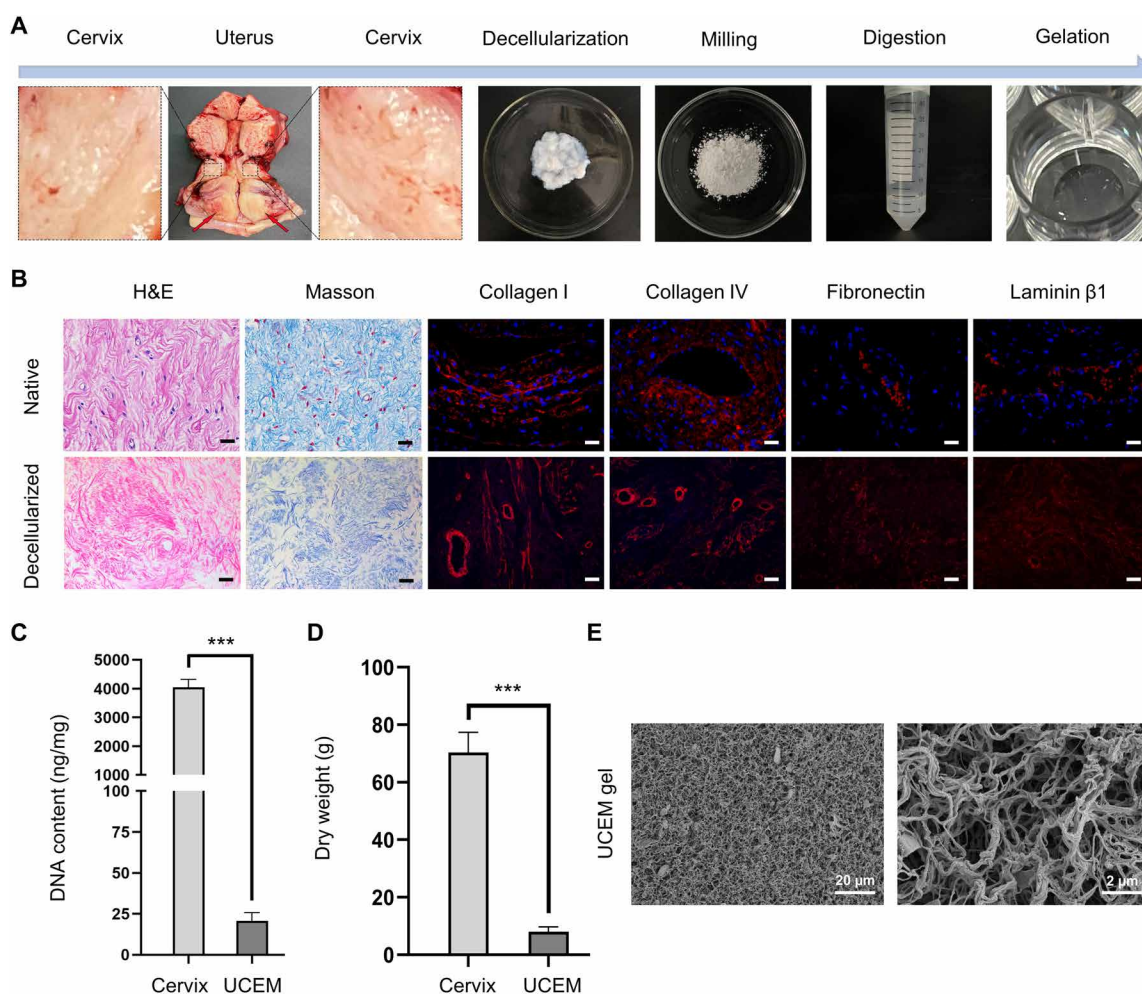 A
Cervix Uterus Cervix Decellularization Milling Digestion Gelation
B
H&E Masson Collagen I Collagen IV Fibronectin Laminin β1
Native
Decellularized
C
***
DNA content (ng/mg)
5000
4000
3000
2000
1000
100
75
50
25
0
Cervix UCEM
D
***
Dry weight (g)
100
80
60
40
20
0
Cervix UCEM
E
UCEM gel
20 µm
2 µm